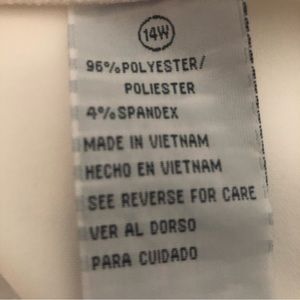 14W
96%POLYESTER/
POLIESTER
4%SPANDEX
MADE IN VIETNAM
HECHO EN VIETNAM
SEE REVERSE FOR CARE
VER AL DORSO
PARA CUIDADO